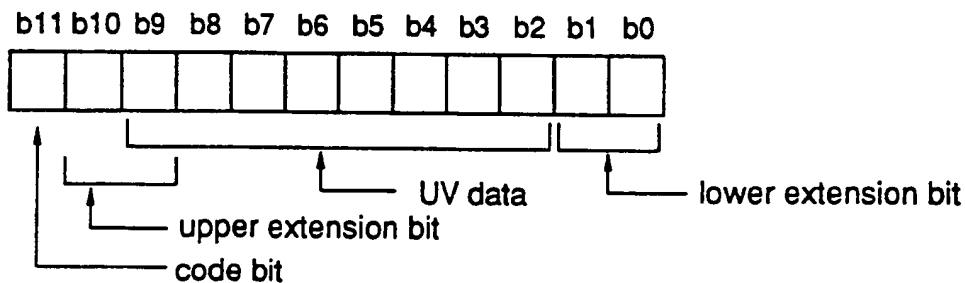 b11 b10 b9 b8 b7 b6 b5 b4 b3 b2 b1 b0
UV data
lower extension bit
upper extension bit
code bit